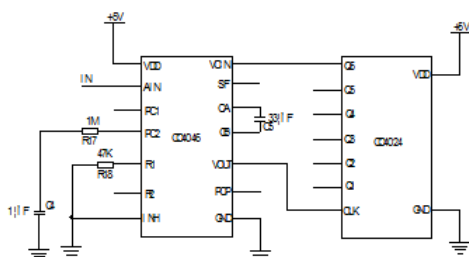 +5V
+5V
VDD
VCIN
Q6
IN
AIN
SF
Q5
VDD
PC1
CA
33μF
Q4
1M
PC2
CD4046
CB
C5
Q3
CD4024
R17
47K
R1
VOUT
Q2
R18
R2
PCP
Q1
C4
1μF
INH
GND
CLK
GND